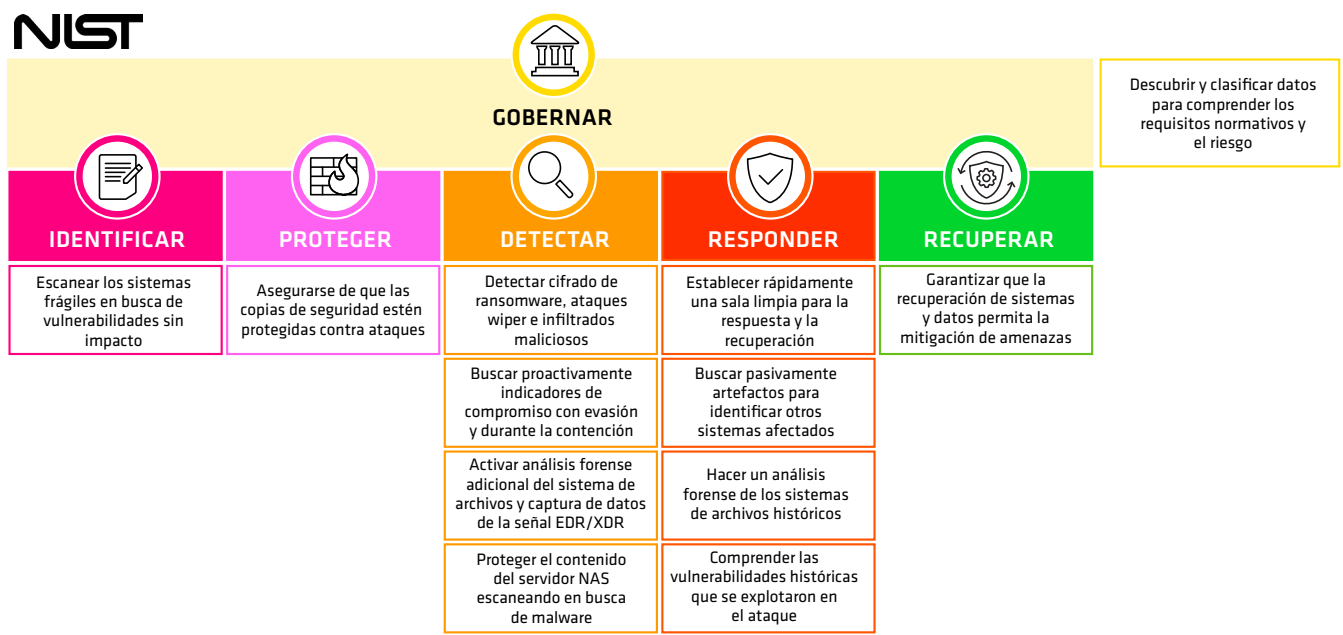 NIST
GOBERNAR
Descubrir y clasificar datos
para comprender los
requisitos normativos y
el riesgo
IDENTIFICAR
Escanear los sistemas
frágiles en busca de
vulnerabilidades sin
impacto
PROTEGER
Asegurarse de que las
copias de seguridad estén
protegidas contra ataques
DETECTAR
Detectar cifrado de
ransomware, ataques
wiper e infiltrados
maliciosos
Buscar proactivamente
indicadores de
compromiso con evasión
y durante la contención
Activar análisis forense
adicional del sistema de
archivos y captura de datos
de la señal EDR/XDR
Proteger el contenido
del servidor NAS
escaneando en busca
de malware
RESPONDER
Establecer rápidamente
una sala limpia para la
respuesta y la
recuperación
Buscar pasivamente
artefactos para
identificar otros
sistemas afectados
Hacer un análisis
forense de los sistemas
de archivos históricos
Comprender las
vulnerabilidades históricas
que se explotaron en
el ataque
RECUPERAR
Garantizar que la
recuperación de sistemas
y datos permita la
mitigación de amenazas